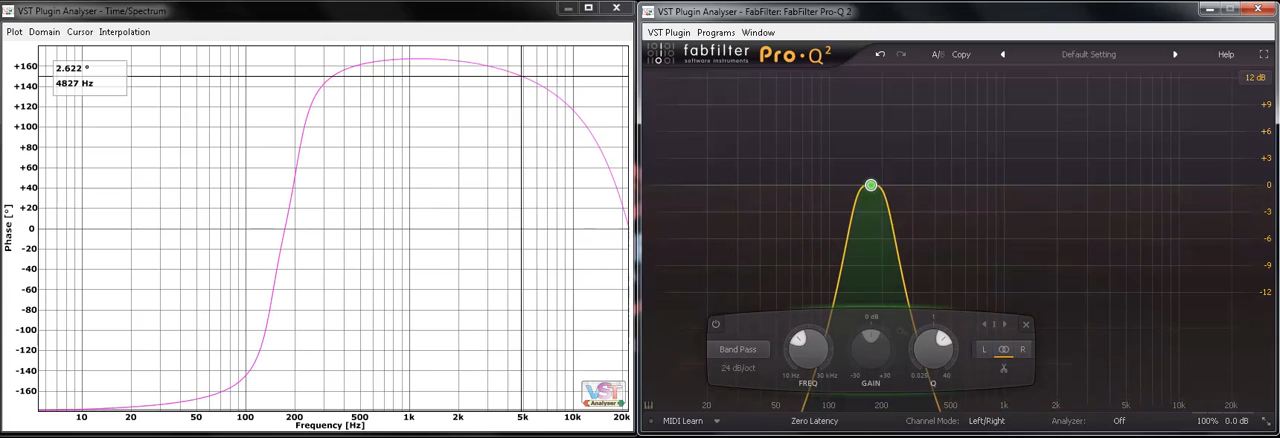 VST Plugin Analyser - Time/Spectrum
Plot Domain Cursor Interpolation
2.622 °
4827 Hz
+160
+140
+120
+100
+80
+60
+40
+20
0
-20
-40
-60
-80
-100
-120
-140
-160
Phase [°]
10 20 50 100 200 500 1k 2k 5k 10k 20k
Frequency [Hz]
VST
Analyser
VST Plugin Analyser - FabFilter: FabFilter Pro-Q 2
VST Plugin Programs Window
fabfilter
software instruments
Pro·Q²
A/B Copy
Default Setting
Help
12 dB
+9
+6
+3
0
-3
-6
-9
-12
0 dB
1
1
Band Pass
24 dB/oct
10 Hz 30 kHz
FREQ
-30 +30
GAIN
0.025 40
Q
L R
20 50 100 200 500 1k 2k 5k 10k 20k
MIDI Learn
Zero Latency
Channel Mode: Left/Right
Analyzer: Off
100% 0.0 dB